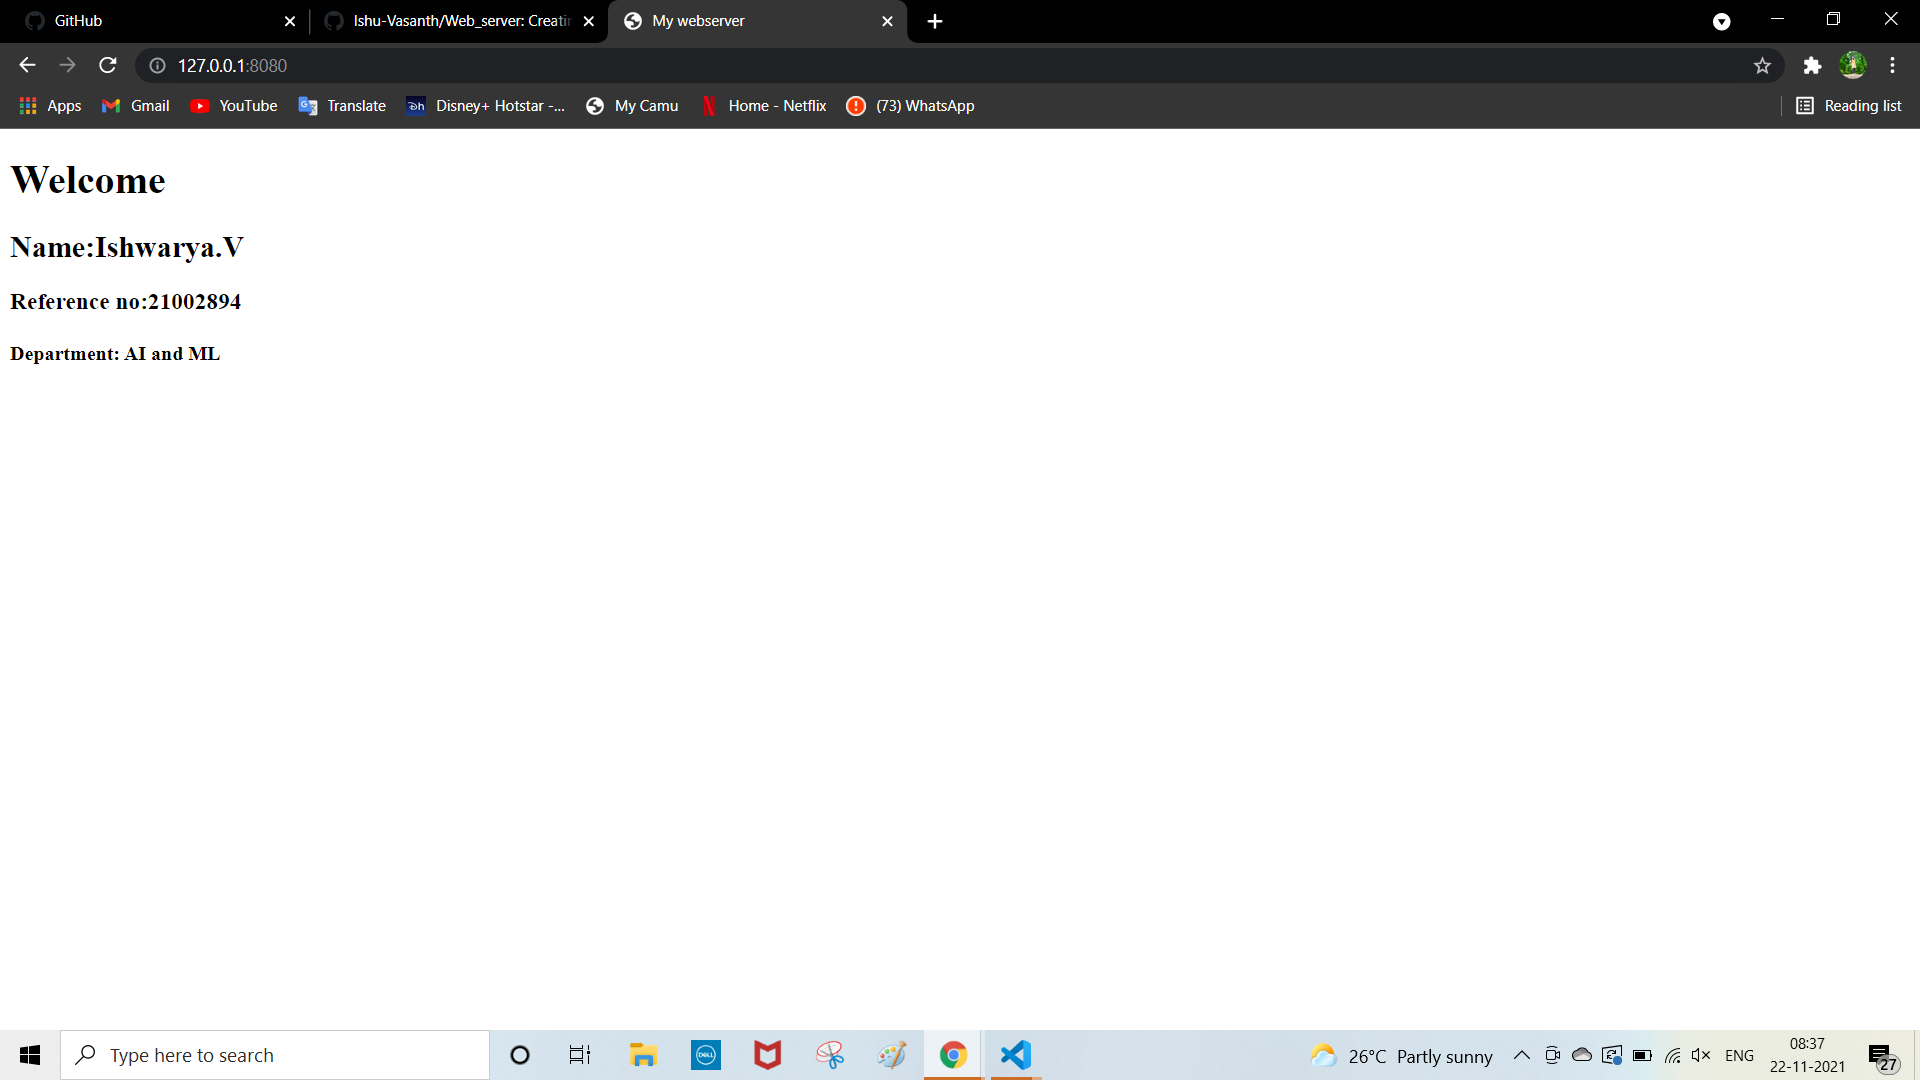 GitHub
Ishu-Vasanth/Web_server: Creatin
My webserver
127.0.0.1:8080
Apps
Gmail
YouTube
Translate
Disney+ Hotstar -...
My Camu
Home - Netflix
(73) WhatsApp
Reading list
Welcome
Name:Ishwarya.V
Reference no:21002894
Department: AI and ML
Type here to search
DELL
26°C Partly sunny
ENG
08:37
22-11-2021
27